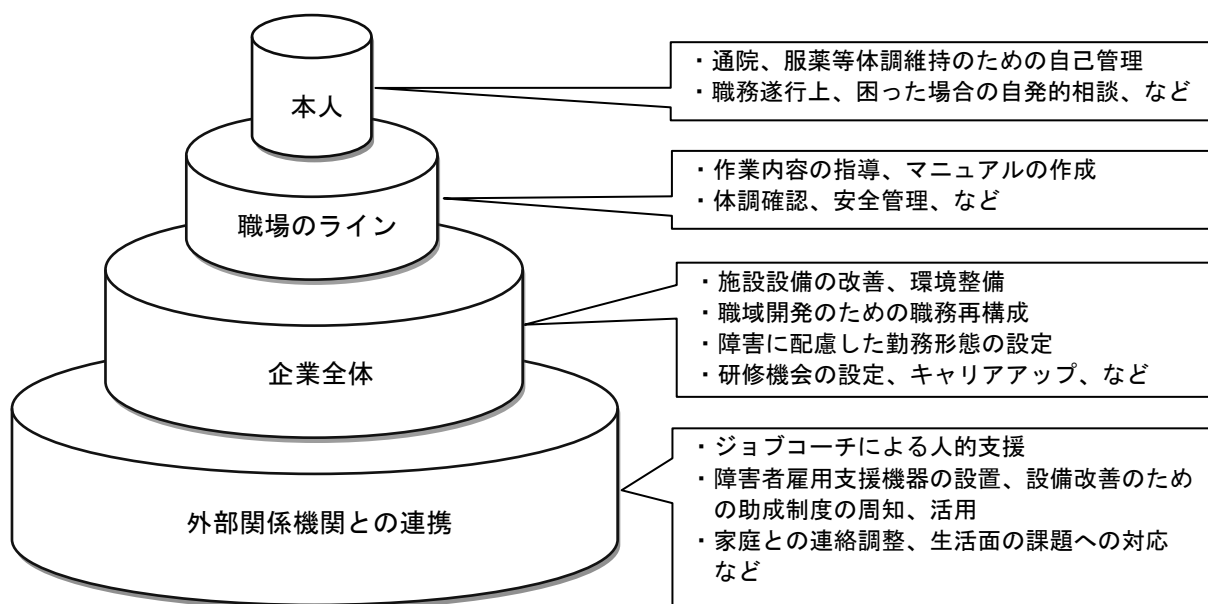 本人
・通院、服薬等体調維持のための自己管理
・職務遂行上、困った場合の自発的相談、など
職場のライン
・作業内容の指導、マニュアルの作成
・体調確認、安全管理、など
企業全体
・施設設備の改善、環境整備
・職域開発のための職務再構成
・障害に配慮した勤務形態の設定
・研修機会の設定、キャリアアップ、など
外部関係機関との連携
・ジョブコーチによる人的支援
・障害者雇用支援機器の設置、設備改善のため
の助成制度の周知、活用
・家庭との連絡調整、生活面の課題への対応
など